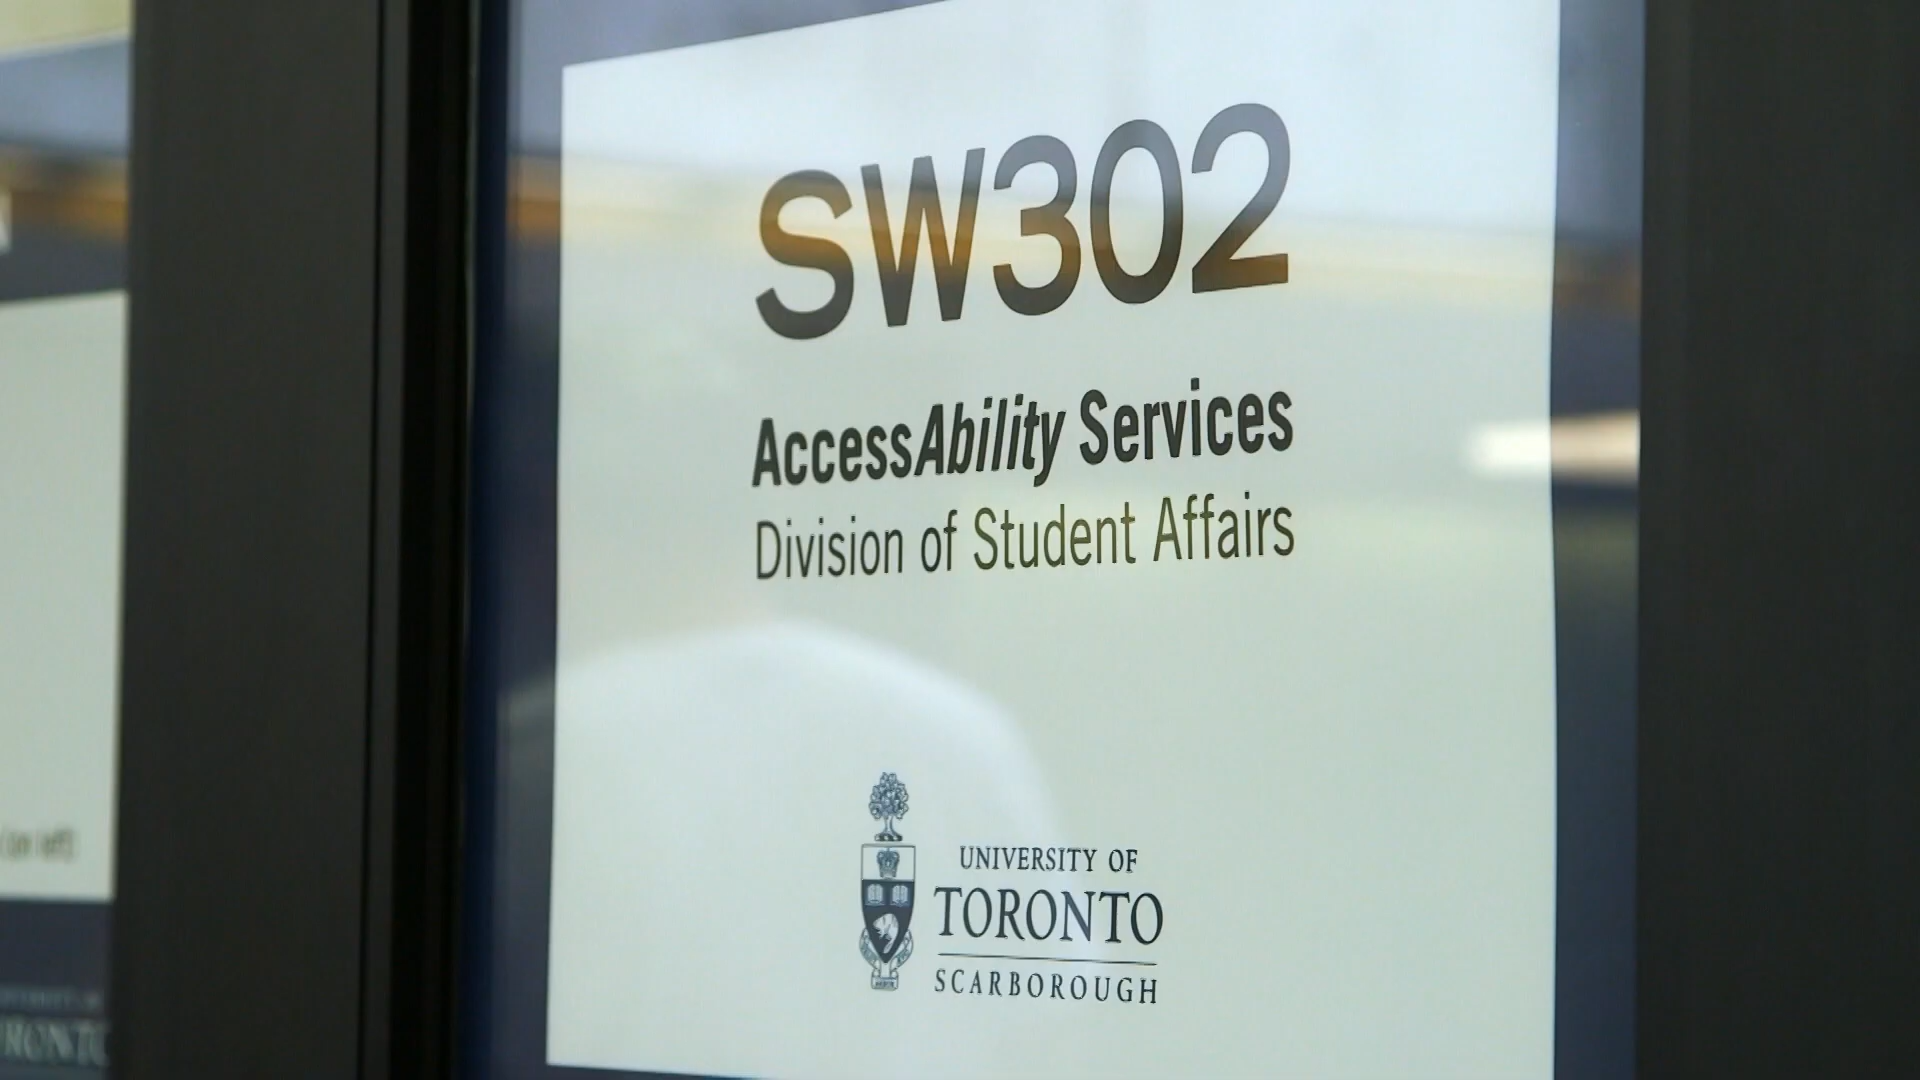 SW302
AccessAbility Services
Division of Student Affairs
UNIVERSITY OF
TORONTO
SCARBOROUGH